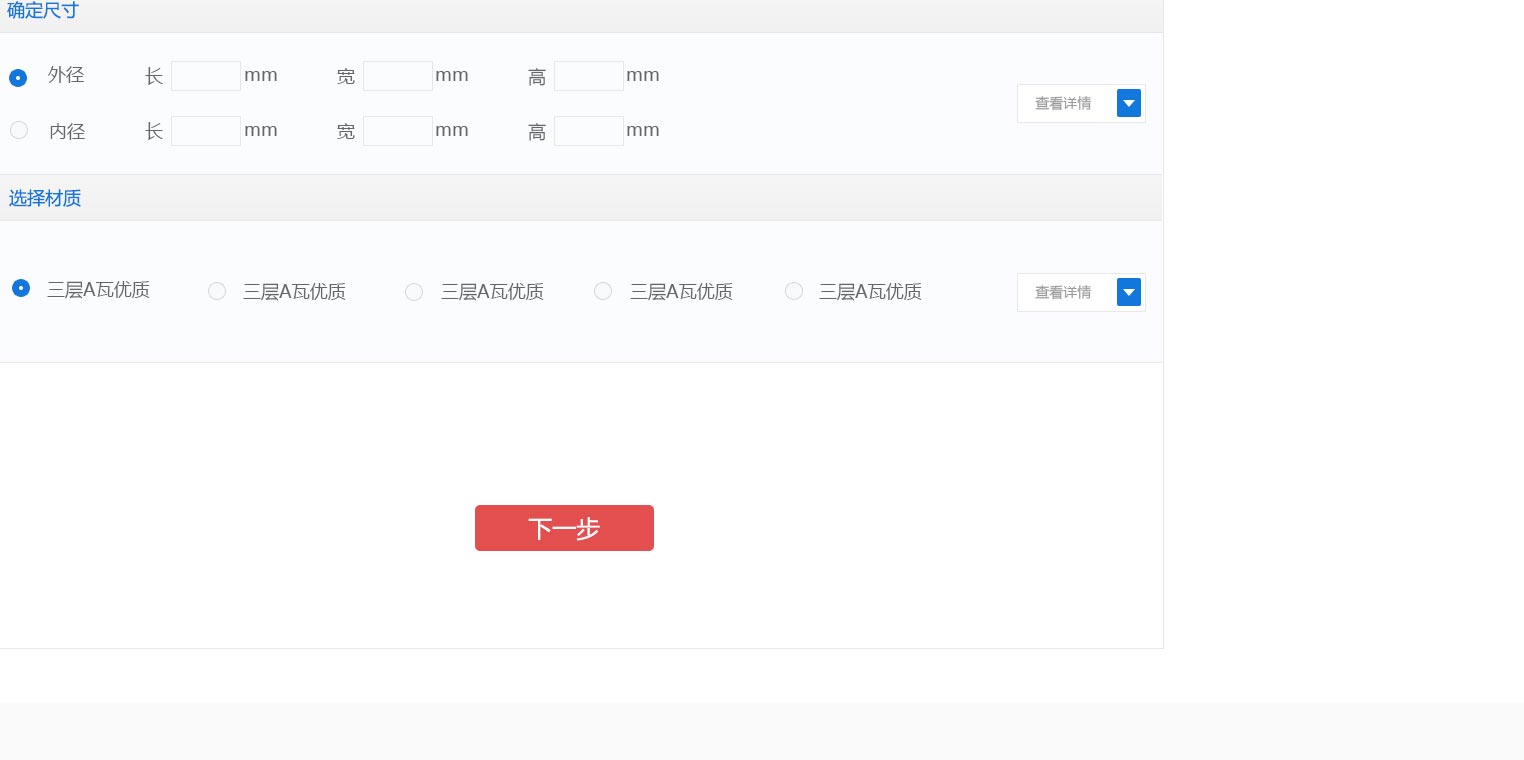 确定尺寸
外径 长 mm 宽 mm 高 mm
查看详情
内径 长 mm 宽 mm 高 mm
选择材质
三层A瓦优质 三层A瓦优质 三层A瓦优质 三层A瓦优质 三层A瓦优质 查看详情
下一步